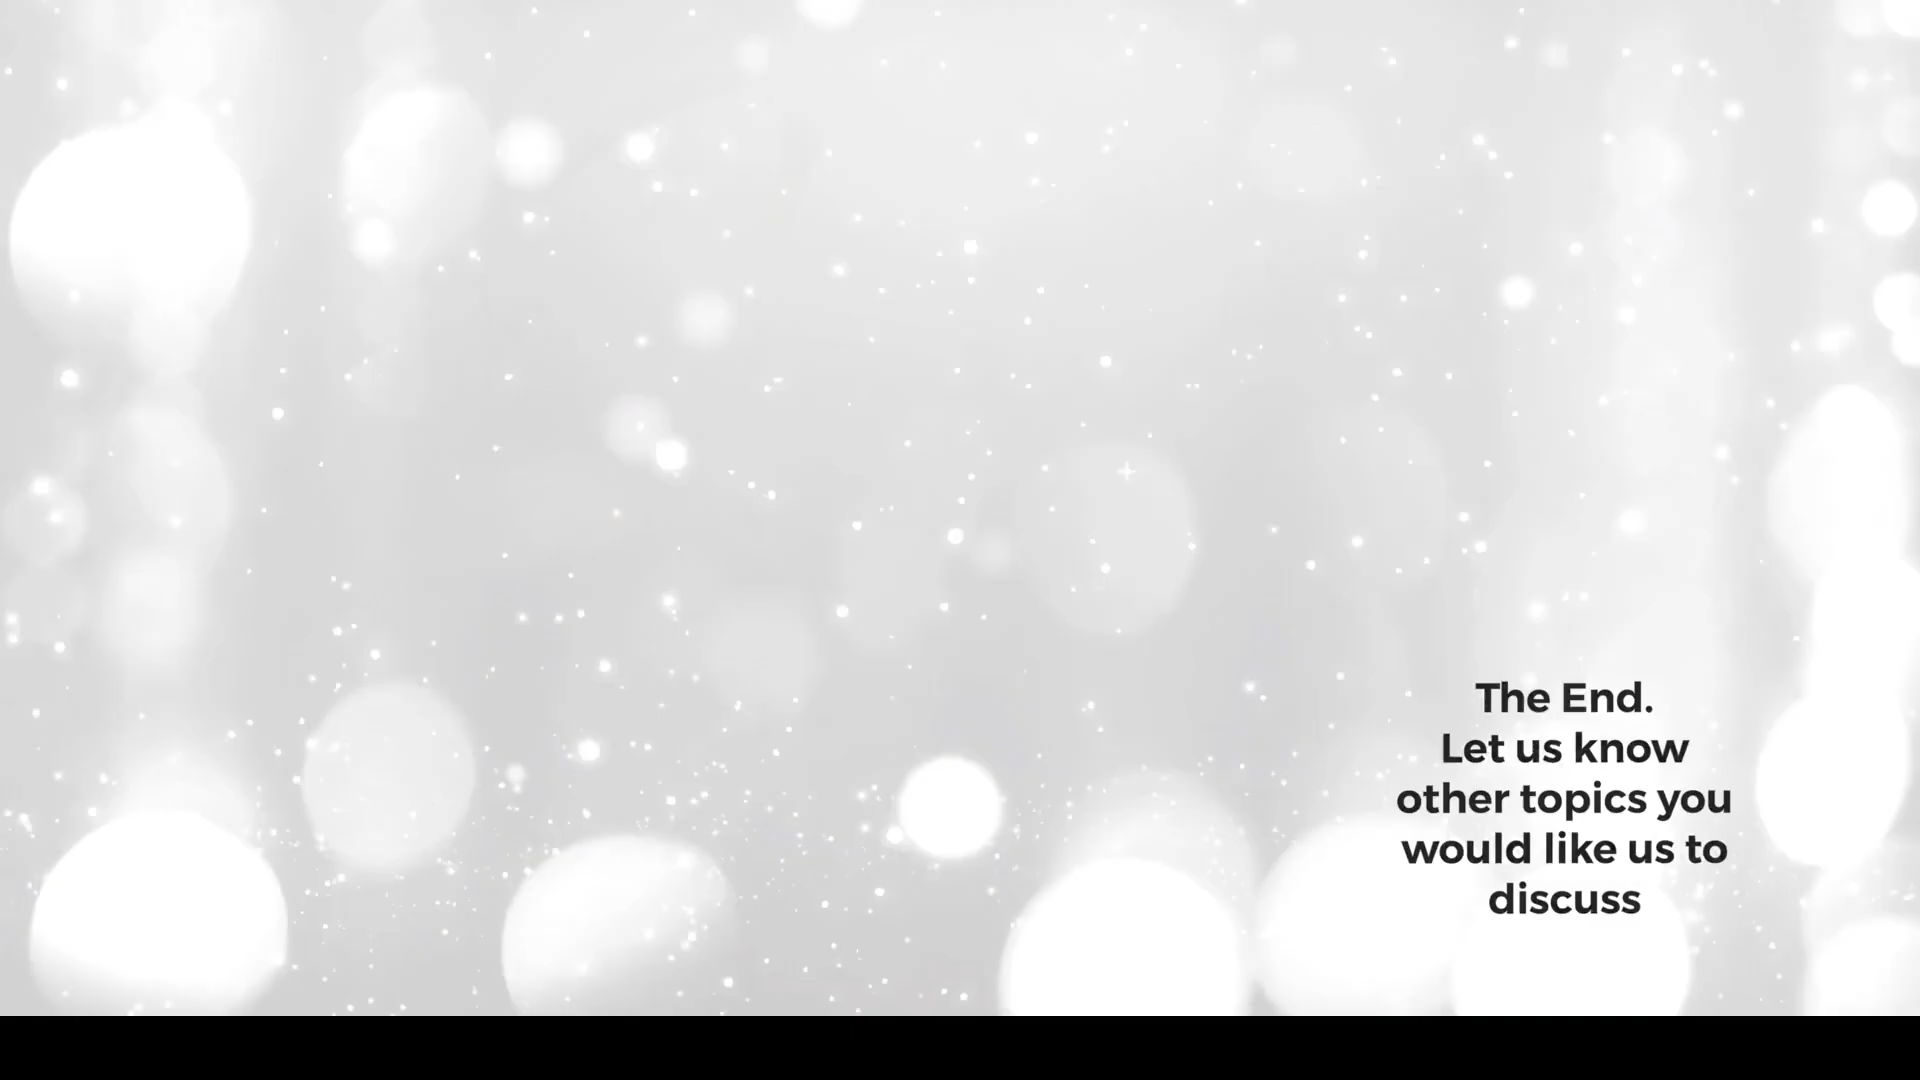 The End.
Let us know
other topics you
would like us to
discuss